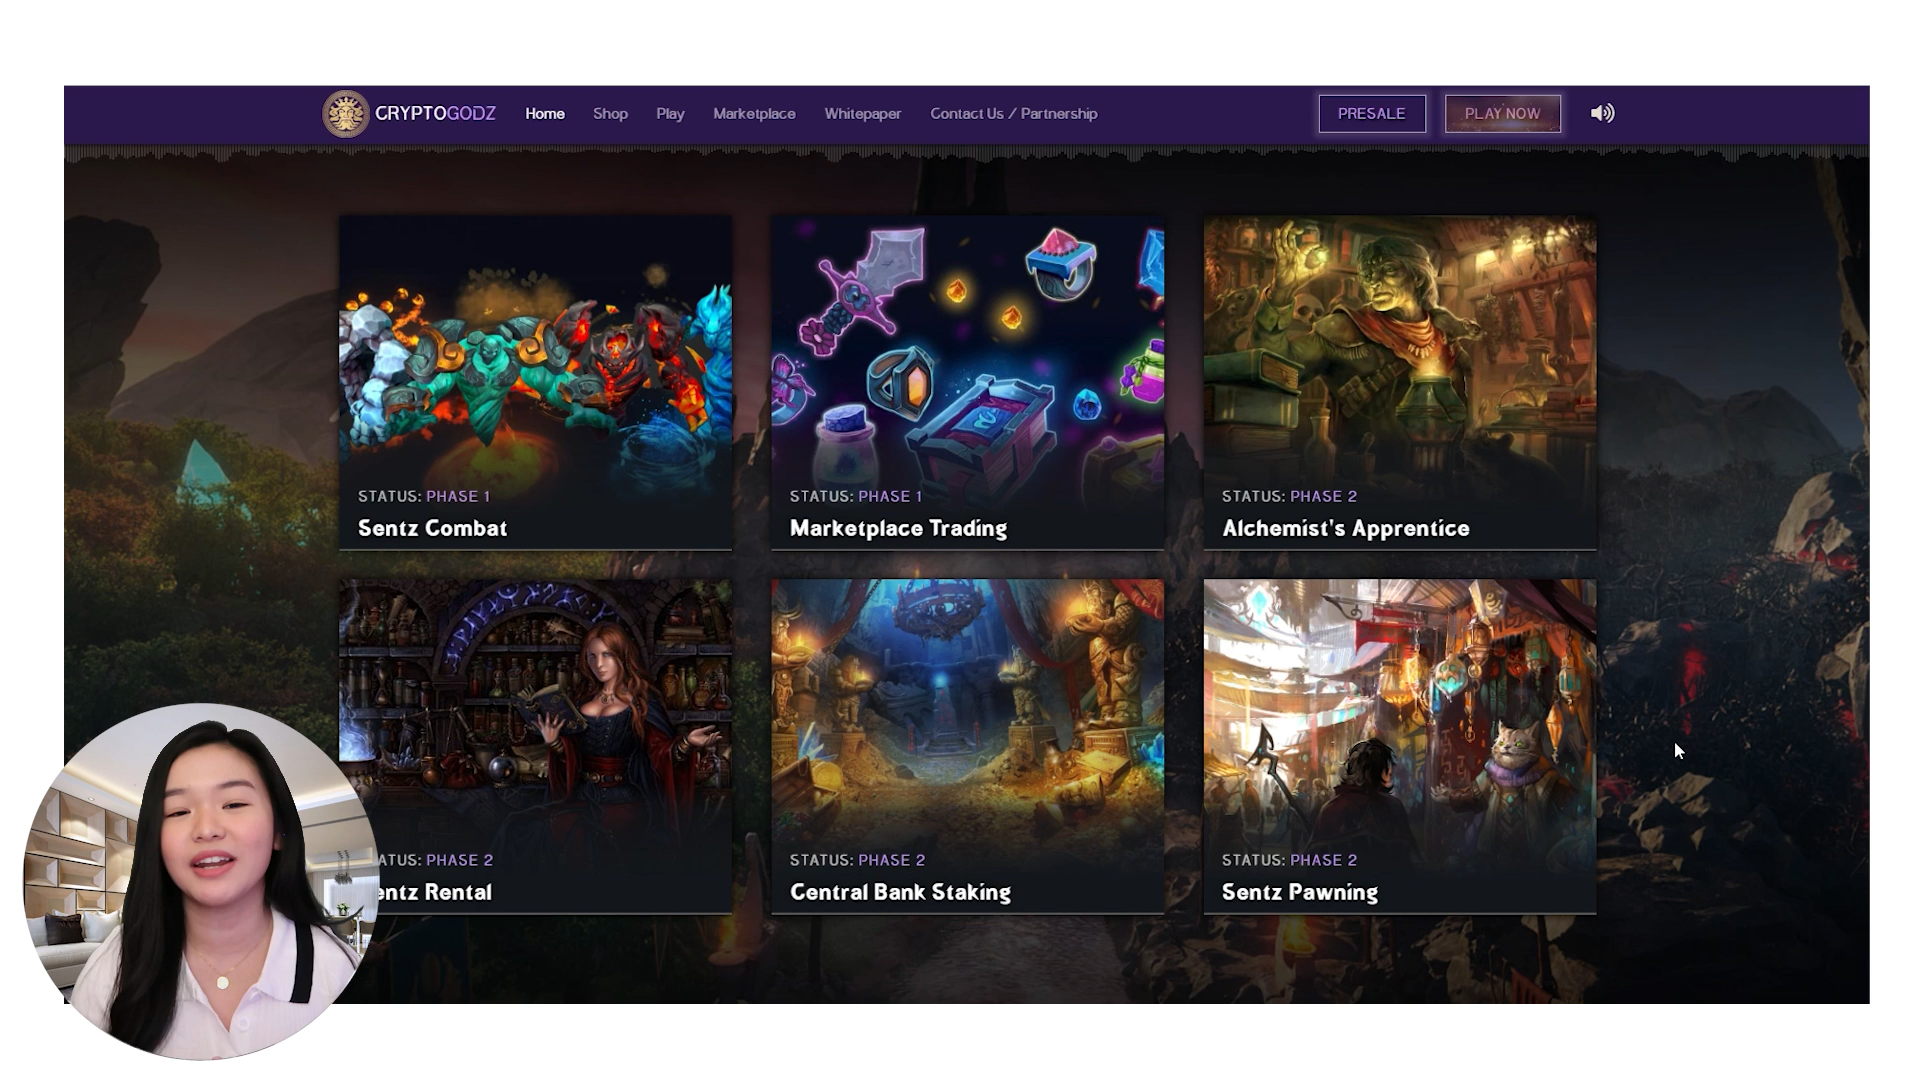 CRYPTOGODZ Home Shop Play Marketplace Whitepaper Contact Us / Partnership PRESALE PLAY NOW
STATUS: PHASE 1
Sentz Combat
STATUS: PHASE 1
Marketplace Trading
STATUS: PHASE 2
Alchemist's Apprentice
ATUS: PHASE 2
entz Rental
STATUS: PHASE 2
Central Bank Staking
STATUS: PHASE 2
Sentz Pawning